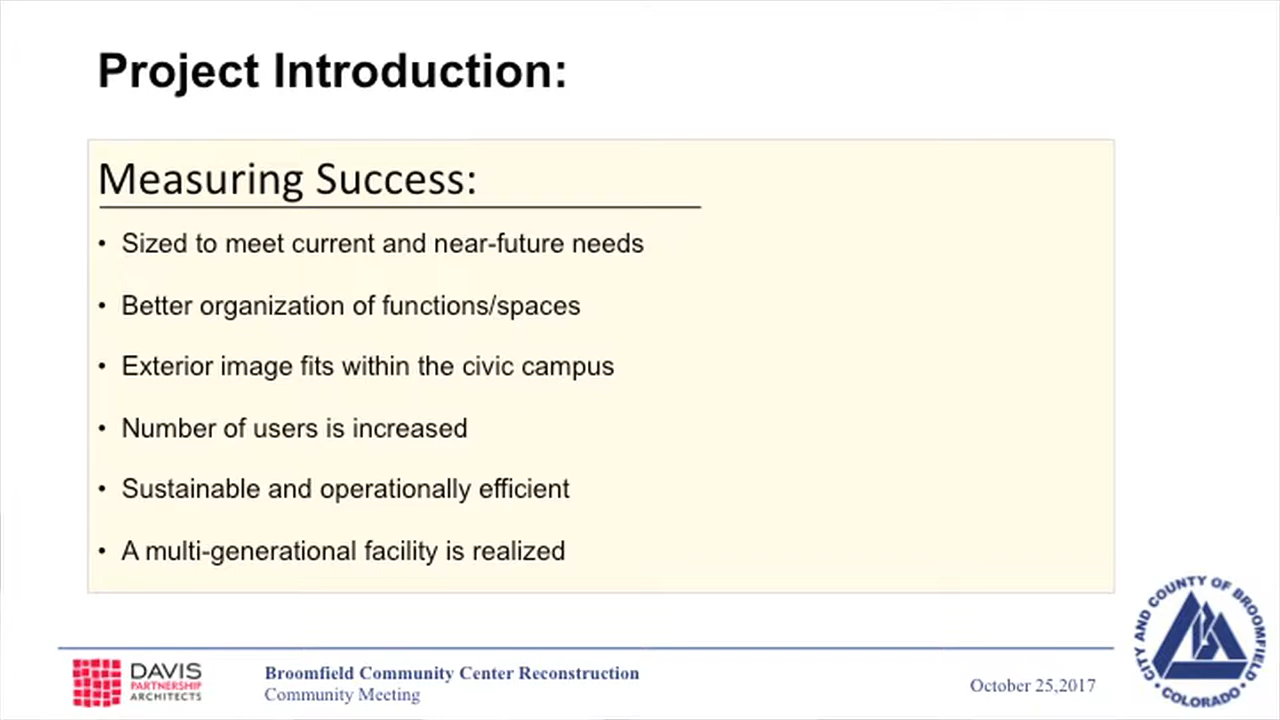 Project Introduction:
Measuring Success:
• Sized to meet current and near-future needs
• Better organization of functions/spaces
• Exterior image fits within the civic campus
• Number of users is increased
• Sustainable and operationally efficient
• A multi-generational facility is realized
DAVIS
PARTNERSHIP
ARCHITECTS
Broomfield Community Center Reconstruction
Community Meeting
October 25,2017
CITY AND COUNTY OF BROOMFIELD
• COLORADO •